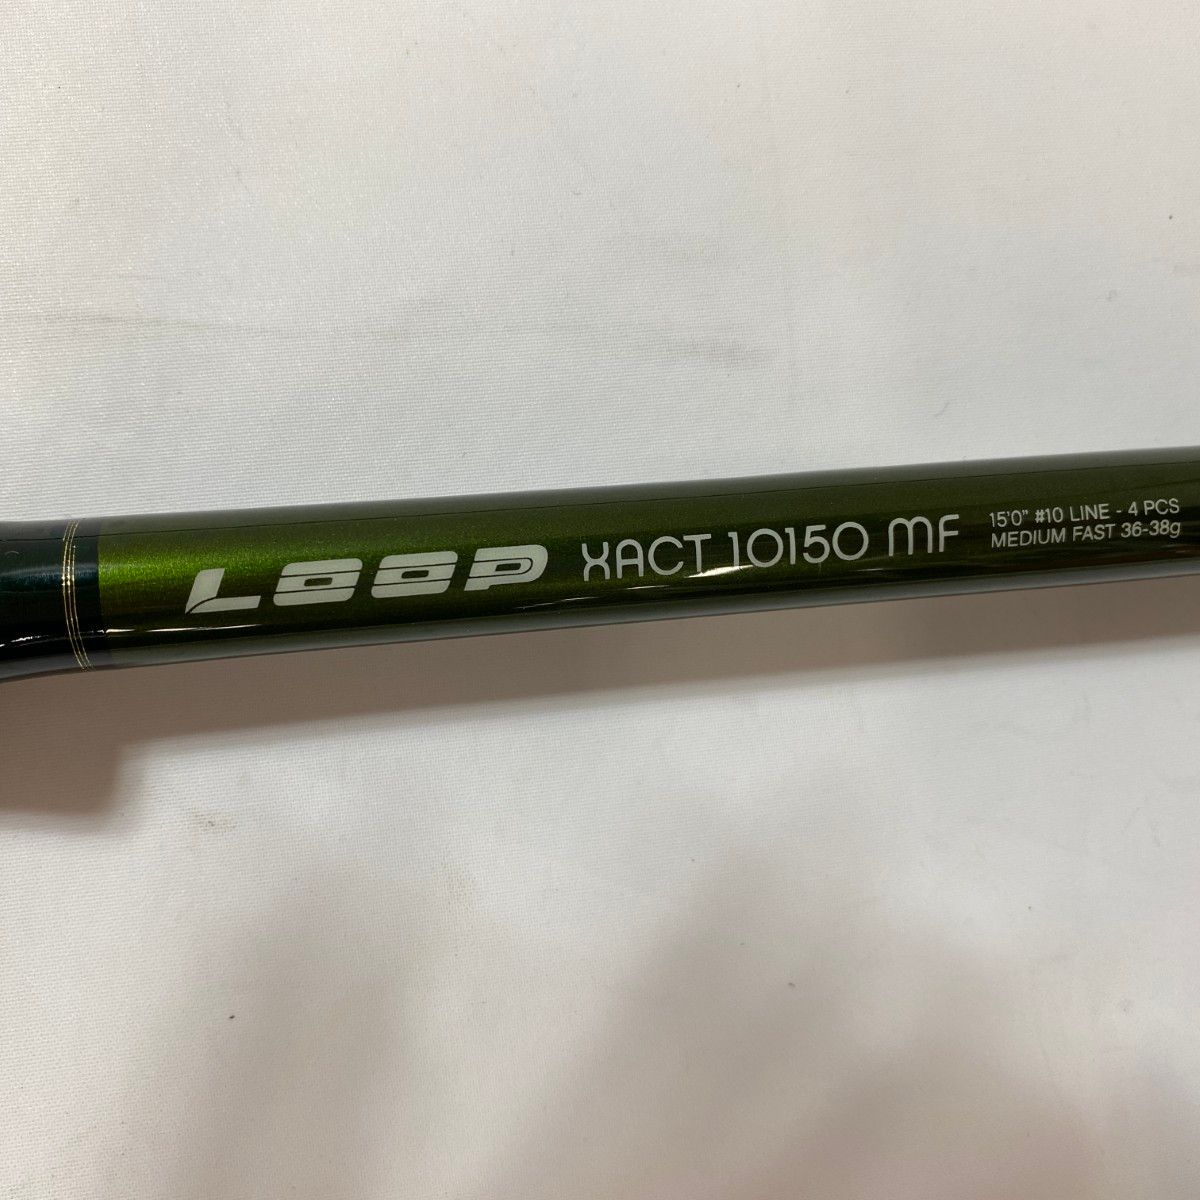 LOOP XACT 10150 MF
15'0" #10 LINE - 4 PCS
MEDIUM FAST 36-38g